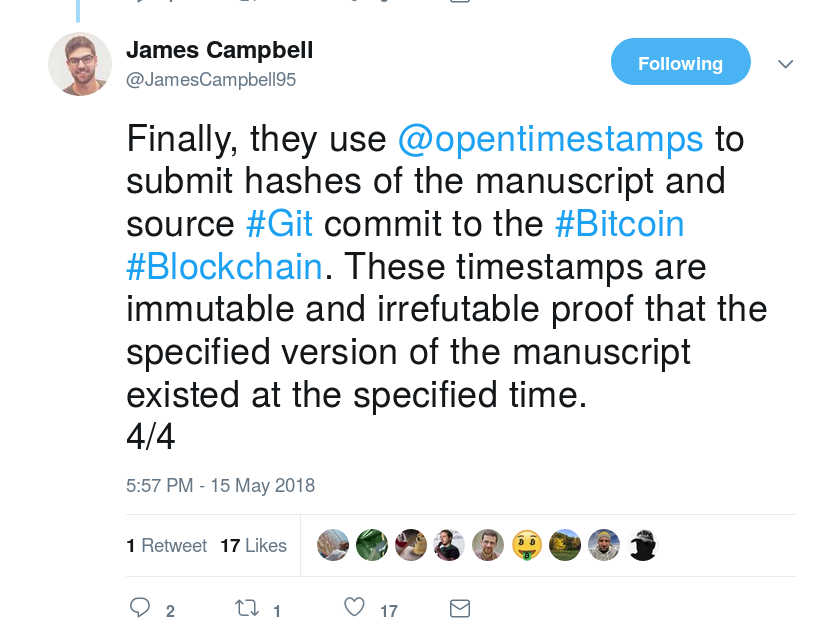 James Campbell
@JamesCampbell95
Following
Finally, they use @opentimestamps to
submit hashes of the manuscript and
source #Git commit to the #Bitcoin
#Blockchain. These timestamps are
immutable and irrefutable proof that the
specified version of the manuscript
existed at the specified time.
4/4
5:57 PM - 15 May 2018
1 Retweet 17 Likes
2 1 17